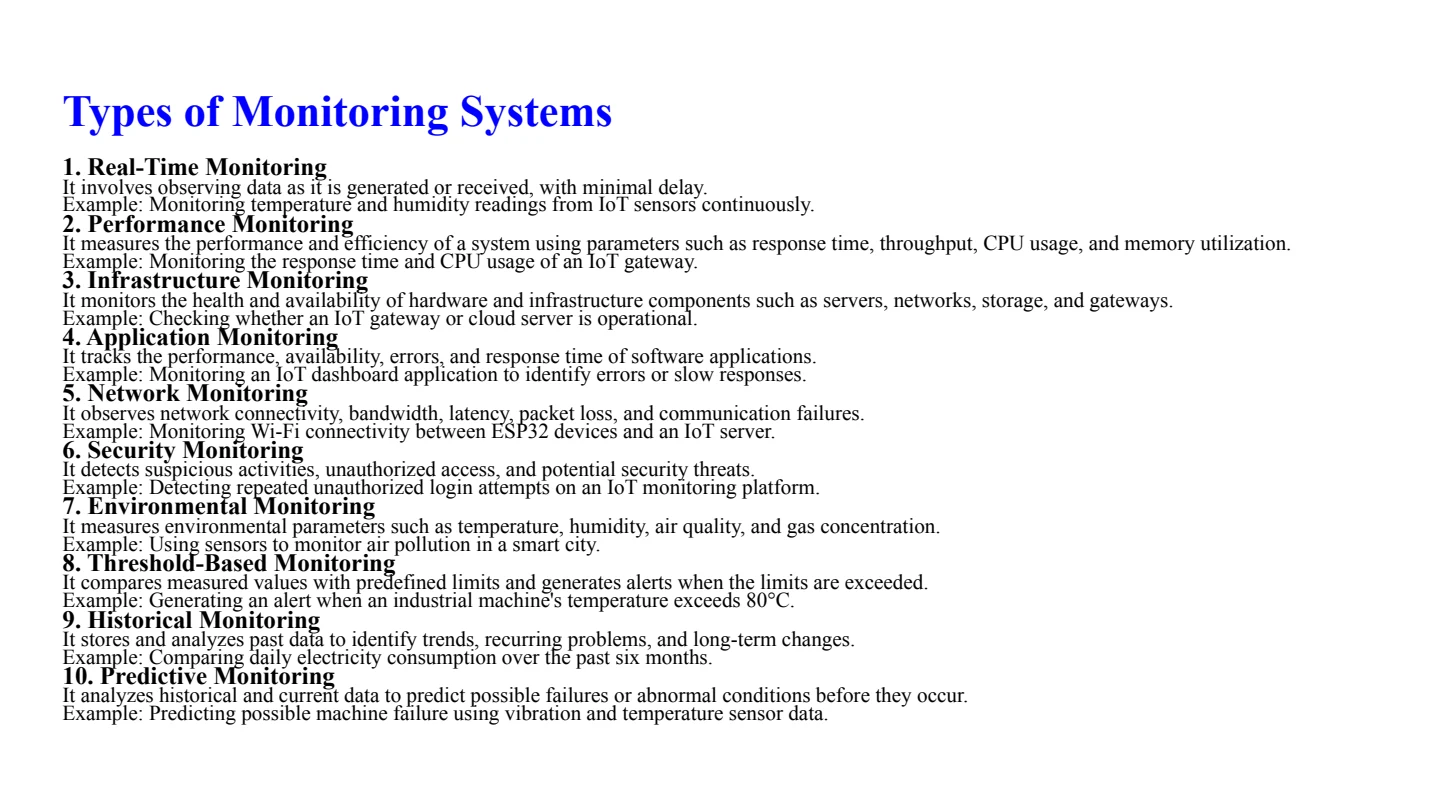 Types of Monitoring Systems
1. Real-Time Monitoring
It involves observing data as it is generated or received, with minimal delay.
Example: Monitoring temperature and humidity readings from IoT sensors continuously.
2. Performance Monitoring
It measures the performance and efficiency of a system using parameters such as response time, throughput, CPU usage, and memory utilization.
Example: Monitoring the response time and CPU usage of an IoT gateway.
3. Infrastructure Monitoring
It monitors the health and availability of hardware and infrastructure components such as servers, networks, storage, and gateways.
Example: Checking whether an IoT gateway or cloud server is operational.
4. Application Monitoring
It tracks the performance, availability, errors, and response time of software applications.
Example: Monitoring an IoT dashboard application to identify errors or slow responses.
5. Network Monitoring
It observes network connectivity, bandwidth, latency, packet loss, and communication failures.
Example: Monitoring Wi-Fi connectivity between ESP32 devices and an IoT server.
6. Security Monitoring
It detects suspicious activities, unauthorized access, and potential security threats.
Example: Detecting repeated unauthorized login attempts on an IoT monitoring platform.
7. Environmental Monitoring
It measures environmental parameters such as temperature, humidity, air quality, and gas concentration.
Example: Using sensors to monitor air pollution in a smart city.
8. Threshold-Based Monitoring
It compares measured values with predefined limits and generates alerts when the limits are exceeded.
Example: Generating an alert when an industrial machine's temperature exceeds 80°C.
9. Historical Monitoring
It stores and analyzes past data to identify trends, recurring problems, and long-term changes.
Example: Comparing daily electricity consumption over the past six months.
10. Predictive Monitoring
It analyzes historical and current data to predict possible failures or abnormal conditions before they occur.
Example: Predicting possible machine failure using vibration and temperature sensor data.